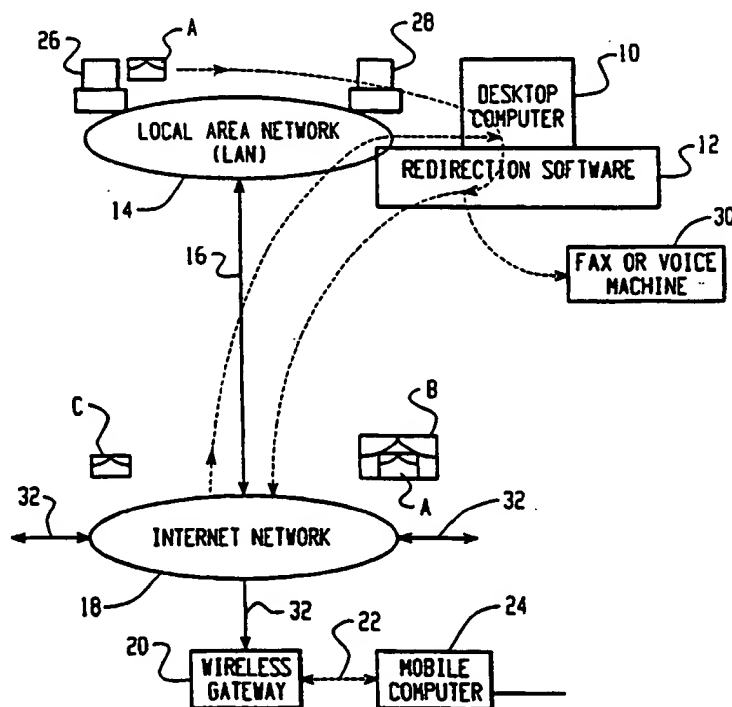 26
A
28
10
DESKTOP
COMPUTER
LOCAL AREA NETWORK
(LAN)
12
REDIRECTION SOFTWARE
14
30
16
FAX OR VOICE
MACHINE
C
B
A
32
32
INTERNET NETWORK
18
32
24
20
22
WIRELESS
GATEWAY
MOBILE
COMPUTER